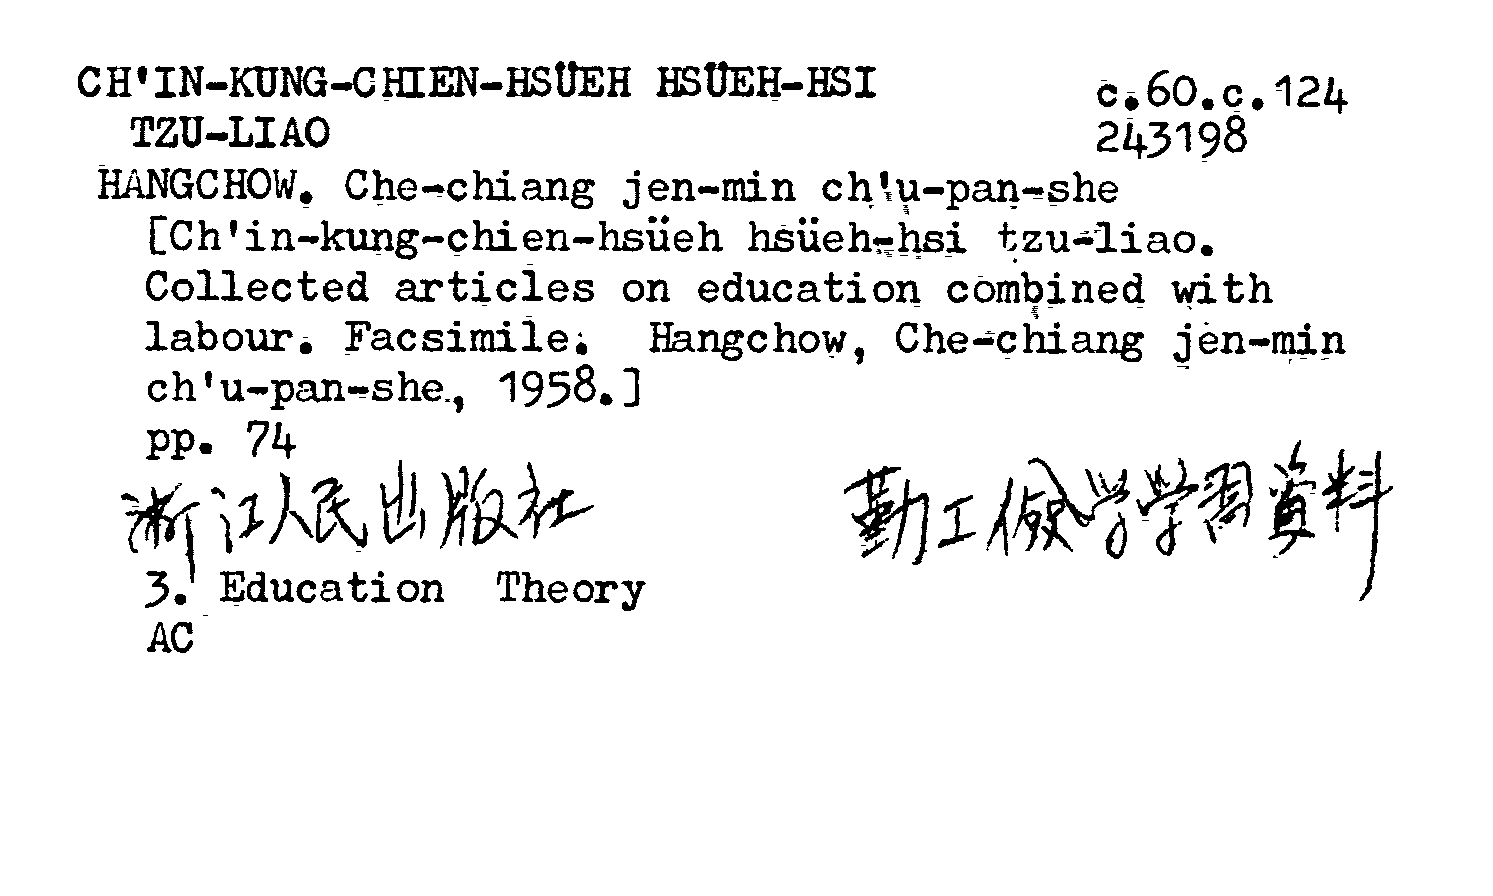 CH'IN-KUNG-CHIEN-HSÜEH HSÜEH-HSI
TZU-LIAO
c.60.c.124
243198
HANGCHOW. Che-chiang jen-min ch'u-pan-she
[Ch'in-kung-chien-hsüeh hsüeh-hsi tzu-liao.
Collected articles on education combined with
labour. Facsimile. Hangchow, Che-chiang jen-min
ch'u-pan-she., 1958.]
pp. 74
浙江人民出版社 勤工儉学学習資料
3. Education Theory
AC